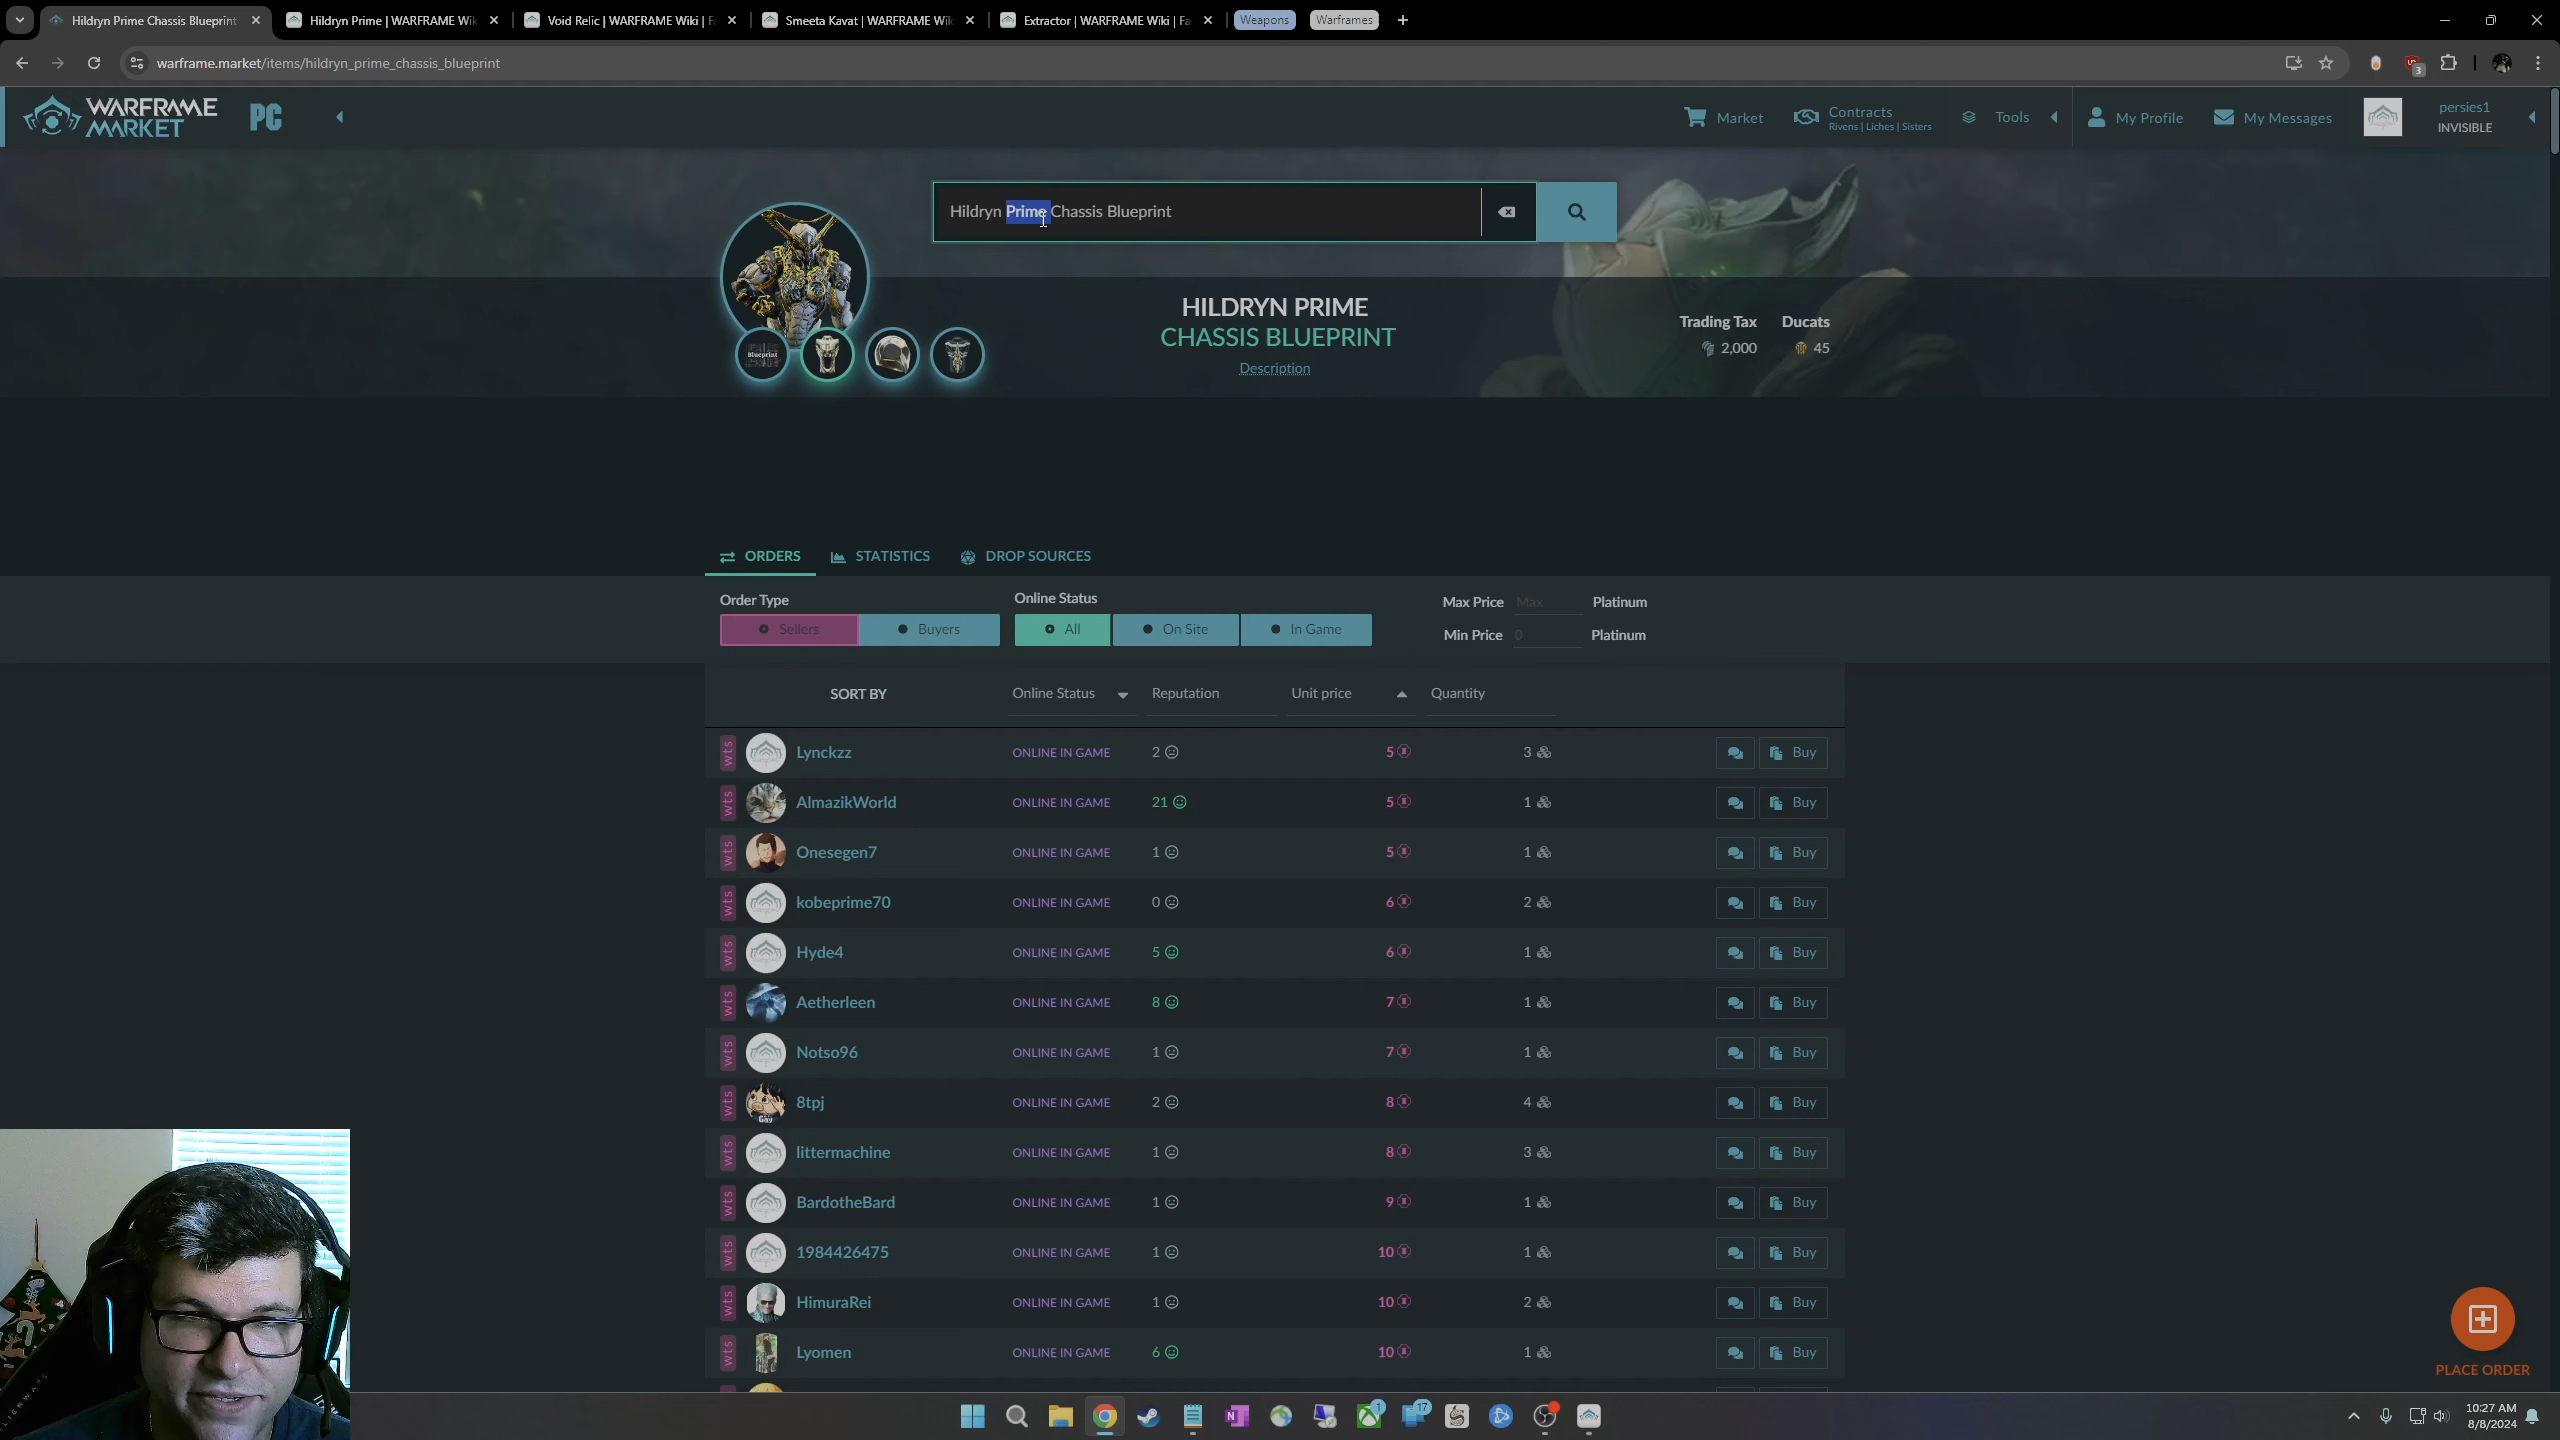 Hildryn Prime Chassis Blueprint
Hildryn Prime | WARFRAME Wik
Void Relic | WARFRAME Wiki | Fa
Smeeta Kavat | WARFRAME Wik
Extractor | WARFRAME Wiki | Fa
Weapons
Warframes
warframe.market/items/hildryn_prime_chassis_blueprint
3
WARFRAME MARKET
PC
Market
Contracts
Rivens | Liches | Sisters
Tools
My Profile
My Messages
persies1
INVISIBLE
Hildryn Prime Chassis Blueprint
Blueprint
HILDRYN PRIME
CHASSIS BLUEPRINT
Description
Trading Tax Ducats
2,000 45
ORDERS STATISTICS DROP SOURCES
Order Type Online Status
Sellers Buyers All On Site In Game
Max Price Max Platinum
Min Price 0 Platinum
SORT BY Online Status Reputation Unit price Quantity
wts Lynckzz ONLINE IN GAME 2 5 3 Buy
wts AlmazikWorld ONLINE IN GAME 21 5 1 Buy
wts Onesegen7 ONLINE IN GAME 1 5 1 Buy
wts kobeprime70 ONLINE IN GAME 0 6 2 Buy
wts Hyde4 ONLINE IN GAME 5 6 1 Buy
wts Aetherleen ONLINE IN GAME 8 7 1 Buy
wts Notso96 ONLINE IN GAME 1 7 1 Buy
wts 8tpj ONLINE IN GAME 2 8 4 Buy
wts littermachine ONLINE IN GAME 1 8 3 Buy
wts BardotheBard ONLINE IN GAME 1 9 1 Buy
wts 1984426475 ONLINE IN GAME 1 10 1 Buy
wts HimuraRei ONLINE IN GAME 1 10 2 Buy
wts Lyomen ONLINE IN GAME 6 10 1 Buy
PLACE ORDER
1
17
10:27 AM
8/8/2024